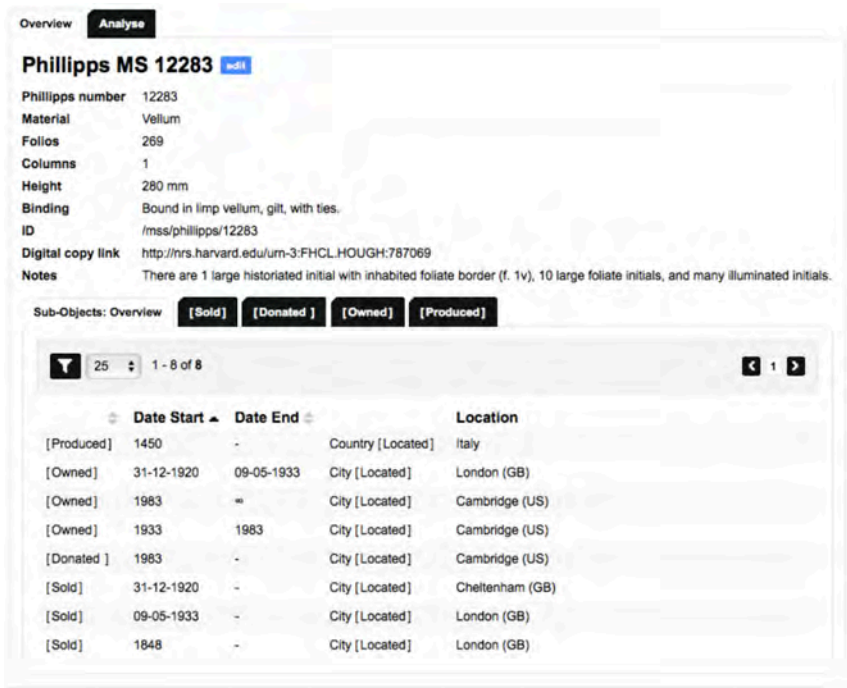 Overview Analyse
Phillipps MS 12283 edit
Phillipps number 12283
Material Vellum
Folios 269
Columns 1
Height 280 mm
Binding Bound in limp vellum, gilt, with ties.
ID /mss/phillipps/12283
Digital copy link http://nrs.harvard.edu/urn-3:FHCL.HOUGH:787069
Notes There are 1 large historiated initial with inhabited foliate border (f. 1v), 10 large foliate initials, and many illuminated initials.
Sub-Objects: Overview [Sold] [Donated ] [Owned] [Produced]
25 1 - 8 of 8 1
Date Start Date End Location
[Produced] 1450 - Country [Located] Italy
[Owned] 31-12-1920 09-05-1933 City [Located] London (GB)
[Owned] 1983 ∞ City [Located] Cambridge (US)
[Owned] 1933 1983 City [Located] Cambridge (US)
[Donated ] 1983 - City [Located] Cambridge (US)
[Sold] 31-12-1920 - City [Located] Cheltenham (GB)
[Sold] 09-05-1933 - City [Located] London (GB)
[Sold] 1848 - City [Located] London (GB)